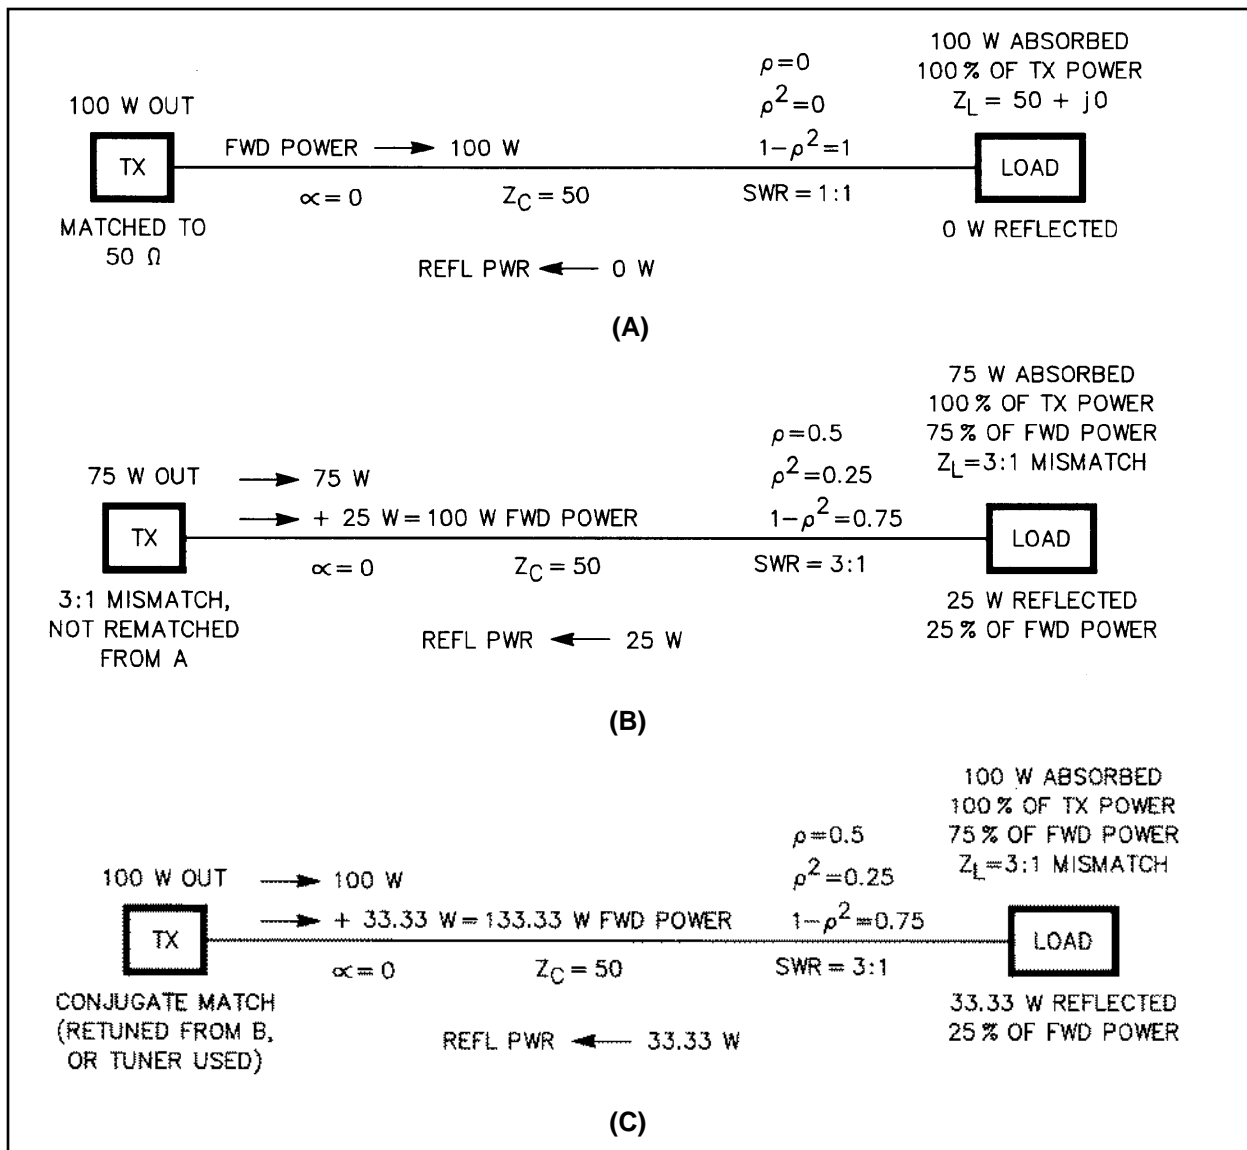 100 W OUT
TX
MATCHED TO
50 Ω
FWD POWER → 100 W
∝=0
Z_C = 50
REFL PWR ← 0 W
ρ=0
ρ²=0
1−ρ²=1
SWR = 1:1
100 W ABSORBED
100% OF TX POWER
Z_L = 50 + j0
LOAD
0 W REFLECTED
(A)
75 W OUT
TX
3:1 MISMATCH,
NOT REMATCHED
FROM A
→ 75 W
→ + 25 W=100 W FWD POWER
∝=0
Z_C = 50
REFL PWR ← 25 W
ρ=0.5
ρ²=0.25
1−ρ²=0.75
SWR = 3:1
75 W ABSORBED
100% OF TX POWER
75% OF FWD POWER
Z_L=3:1 MISMATCH
LOAD
25 W REFLECTED
25% OF FWD POWER
(B)
100 W OUT
TX
CONJUGATE MATCH
(RETUNED FROM B,
OR TUNER USED)
→ 100 W
→ + 33.33 W=133.33 W FWD POWER
∝=0
Z_C = 50
REFL PWR ← 33.33 W
ρ=0.5
ρ²=0.25
1−ρ²=0.75
SWR = 3:1
100 W ABSORBED
100% OF TX POWER
75% OF FWD POWER
Z_L=3:1 MISMATCH
LOAD
33.33 W REFLECTED
25% OF FWD POWER
(C)